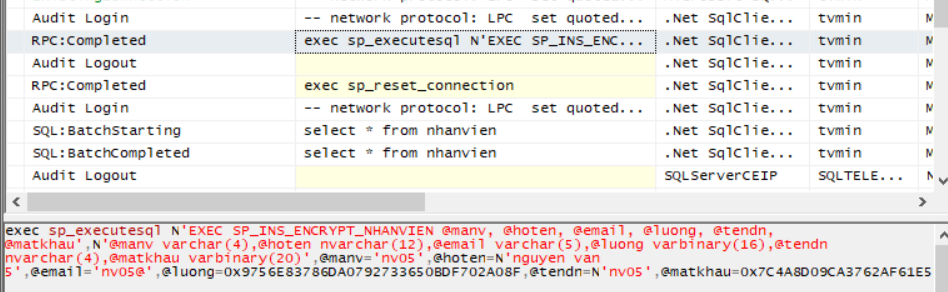 Audit Login -- network protocol: LPC set quoted... .Net SqlClie... tvmin M
RPC:Completed exec sp_executesql N'EXEC SP_INS_ENC... .Net SqlClie... tvmin M
Audit Logout .Net SqlClie... tvmin M
RPC:Completed exec sp_reset_connection .Net SqlClie... tvmin M
Audit Login -- network protocol: LPC set quoted... .Net SqlClie... tvmin M
SQL:BatchStarting select * from nhanvien .Net SqlClie... tvmin M
SQL:BatchCompleted select * from nhanvien .Net SqlClie... tvmin M
Audit Logout SQLServerCEIP SQLTELE... N
exec sp_executesql N'EXEC SP_INS_ENCRYPT_NHANVIEN @manv, @hoten, @email, @luong, @tendn,
@matkhau',N'@manv varchar(4),@hoten nvarchar(12),@email varchar(5),@luong varbinary(16),@tendn
nvarchar(4),@matkhau varbinary(20)',@manv='nv05',@hoten=N'nguyen van
5',@email='nv05@',@luong=0x9756E83786DA0792733650BDF702A08F,@tendn=N'nv05',@matkhau=0x7C4A8D09CA3762AF61E5